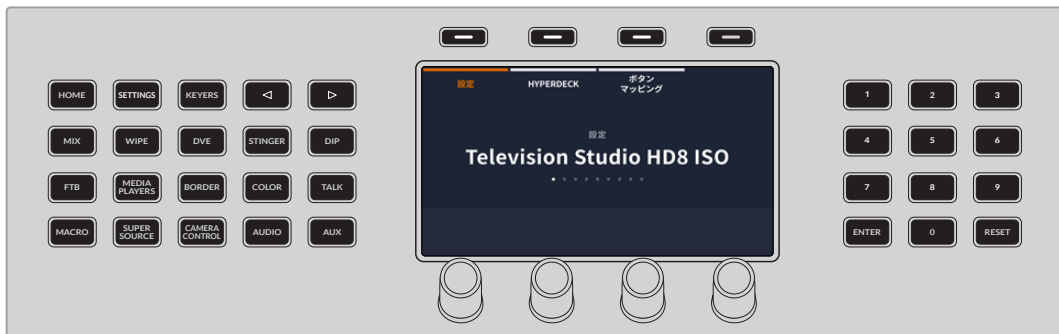 設定
HYPERDECK
ボタン
マッピング
設定
Television Studio HD8 ISO
HOME
SETTINGS
KEYERS
MIX
WIPE
DVE
STINGER
DIP
FTB
MEDIA
PLAYERS
BORDER
COLOR
TALK
MACRO
SUPER
SOURCE
CAMERA
CONTROL
AUDIO
AUX
1
2
3
4
5
6
7
8
9
ENTER
0
RESET